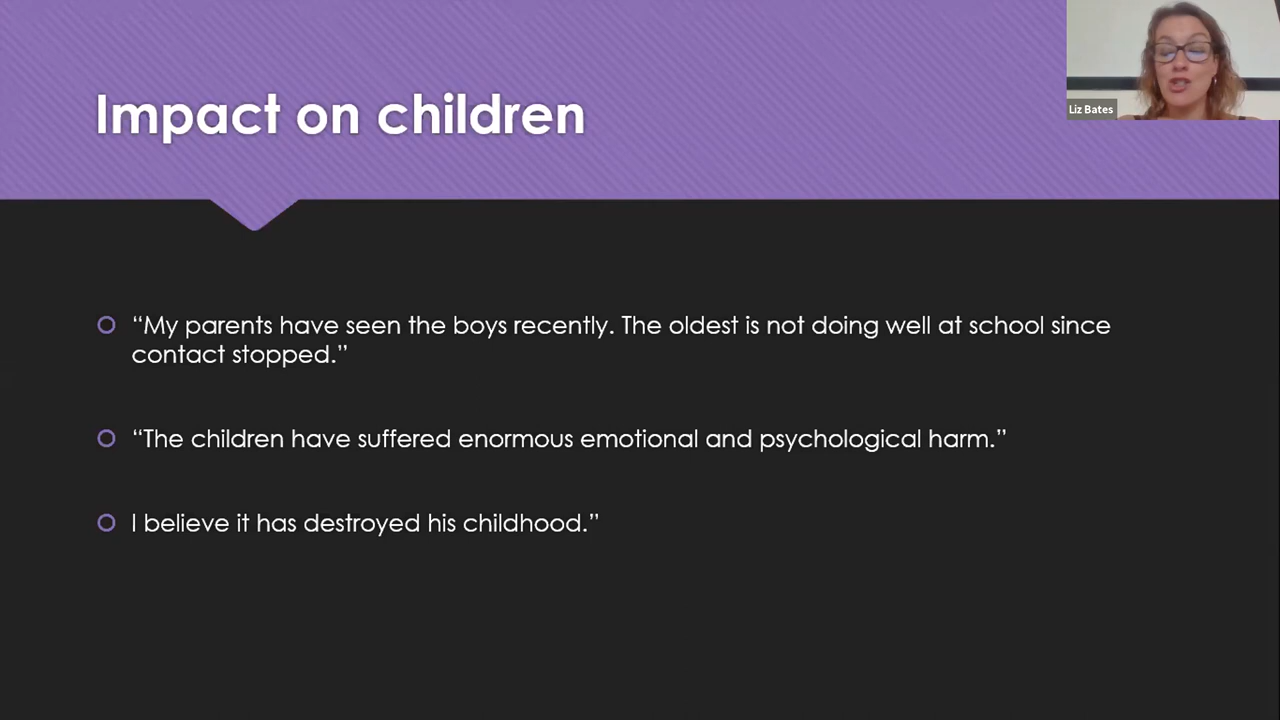 Impact on children
Liz Bates
“My parents have seen the boys recently. The oldest is not doing well at school since
contact stopped.”
“The children have suffered enormous emotional and psychological harm.”
I believe it has destroyed his childhood.”